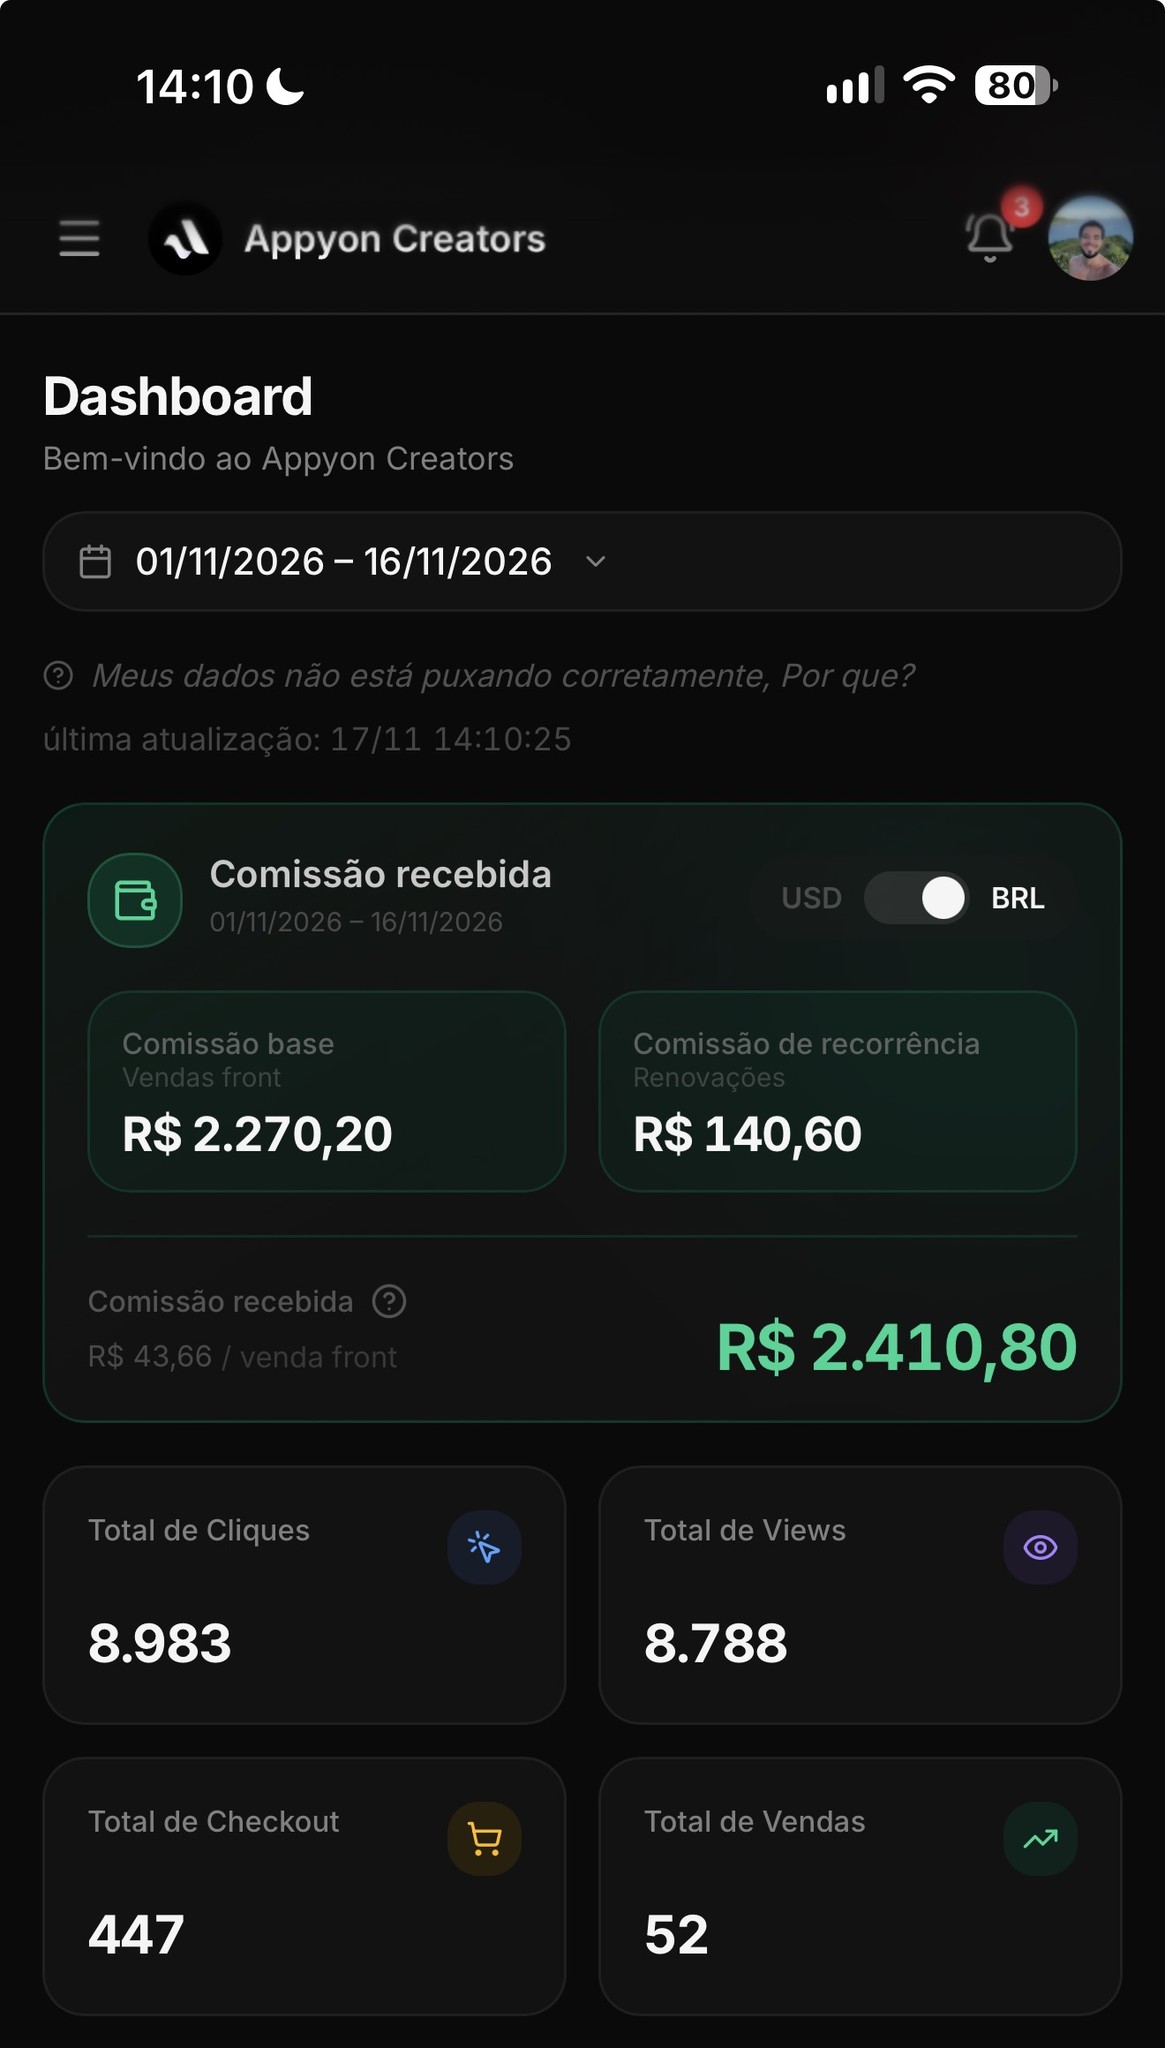 14:10
80
Appyon Creators
3
Dashboard
Bem-vindo ao Appyon Creators
01/11/2026 – 16/11/2026
Meus dados não está puxando corretamente, Por que?
última atualização: 17/11 14:10:25
Comissão recebida
01/11/2026 – 16/11/2026
USD
BRL
Comissão base
Vendas front
R$ 2.270,20
Comissão de recorrência
Renovações
R$ 140,60
Comissão recebida
R$ 43,66 / venda front
R$ 2.410,80
Total de Cliques
8.983
Total de Views
8.788
Total de Checkout
447
Total de Vendas
52